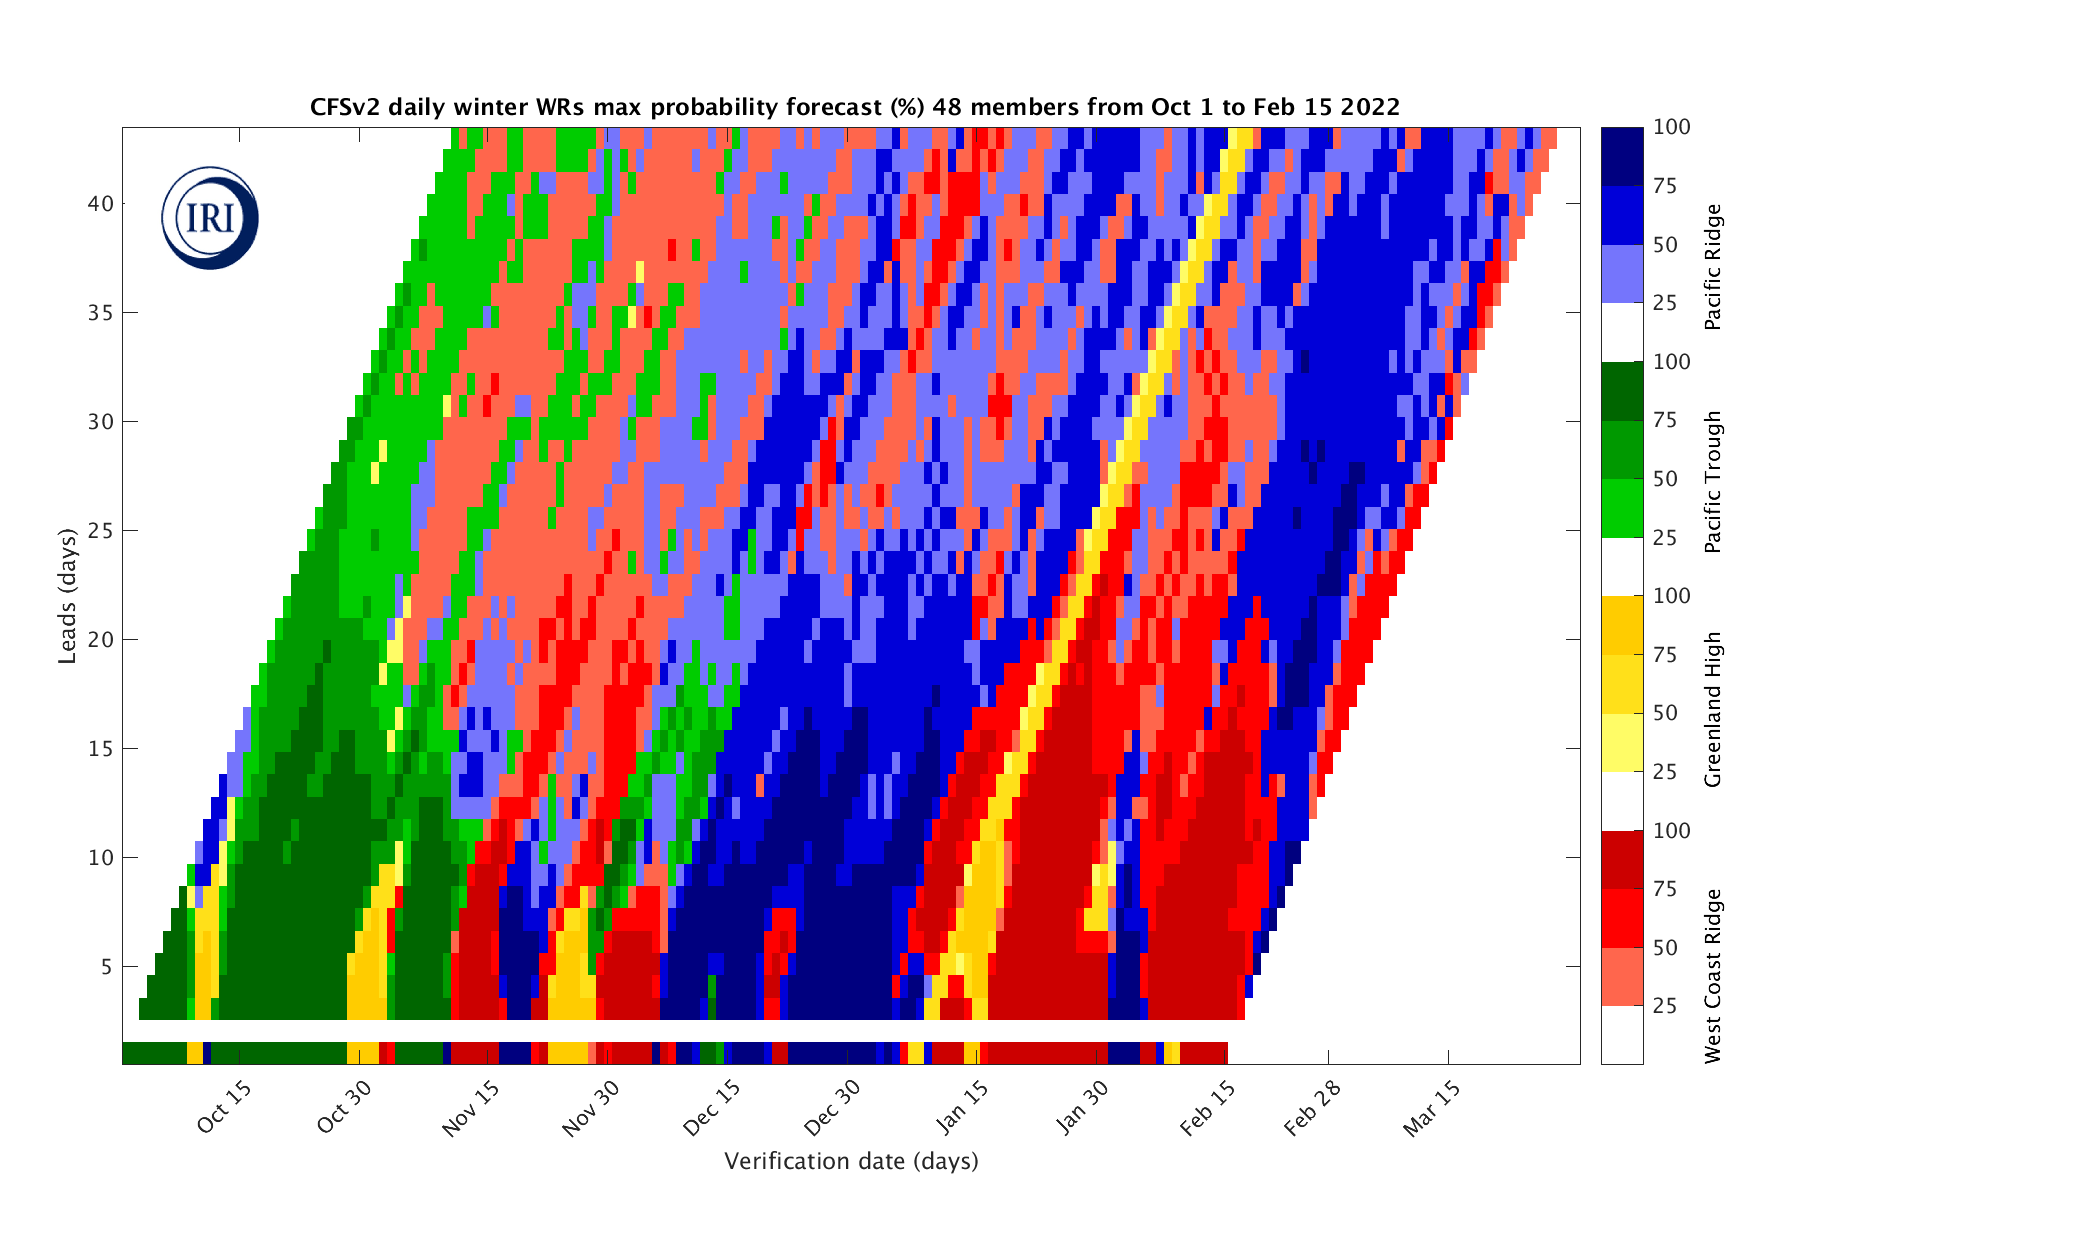 CFSv2 daily winter WRs max probability forecast (%) 48 members from Oct 1 to Feb 15 2022
IRI
Leads (days)
40
35
30
25
20
15
10
5
Oct 15
Oct 30
Nov 15
Nov 30
Dec 15
Dec 30
Jan 15
Jan 30
Feb 15
Feb 28
Mar 15
Verification date (days)
100
75
50
25
Pacific Ridge
100
75
50
25
Pacific Trough
100
75
50
25
Greenland High
100
75
50
25
West Coast Ridge